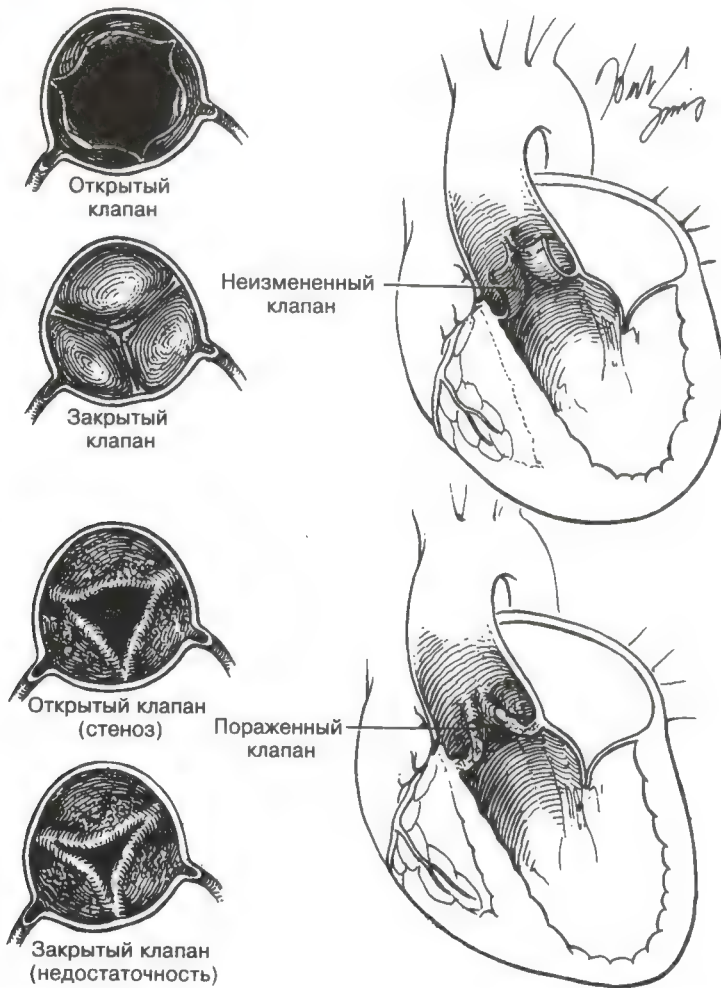 Открытый
клапан
Неизмененный
клапан
Закрытый
клапан
Открытый клапан
(стеноз)
Пораженный
клапан
Закрытый клапан
(недостаточность)